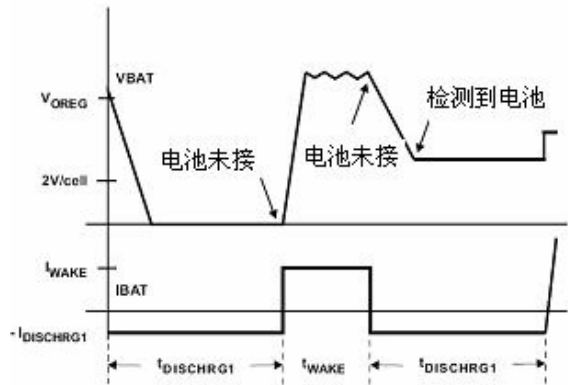 VBAT
VOREG
检测到电池
电池未接
电池未接
2V/cell
IWAKE
IBAT
- IDISCHRG1
tDISCHRG1
tWAKE
tDISCHRG1